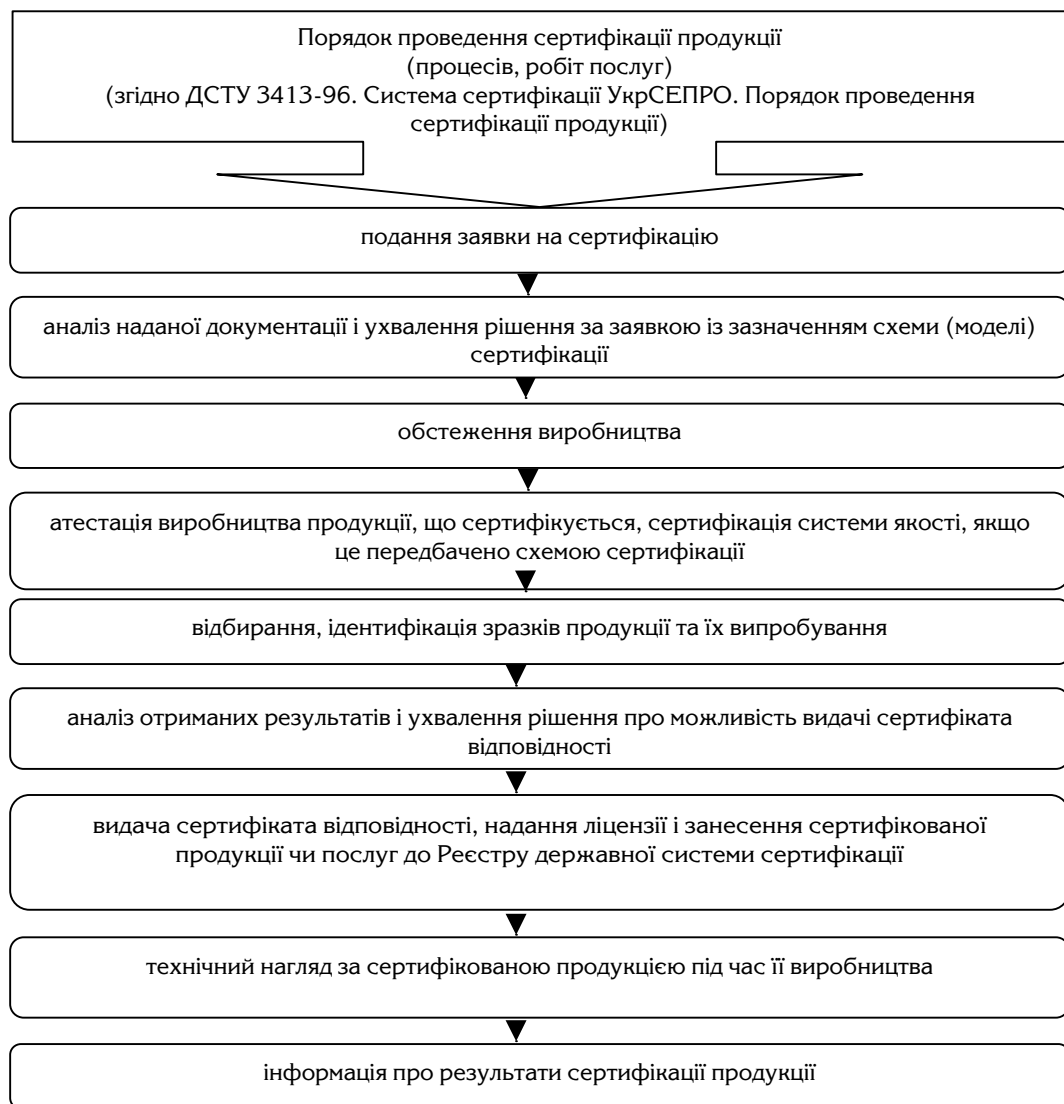 Порядок проведення сертифікації продукції
(процесів, робіт послуг)
(згідно ДСТУ 3413-96. Система сертифікації УкрСЕПРО. Порядок проведення
сертифікації продукції)
подання заявки на сертифікацію
аналіз наданої документації і ухвалення рішення за заявкою із зазначенням схеми (моделі)
сертифікації
обстеження виробництва
атестація виробництва продукції, що сертифікується, сертифікація системи якості, якщо
це передбачено схемою сертифікації
відбирання, ідентифікація зразків продукції та їх випробування
аналіз отриманих результатів і ухвалення рішення про можливість видачі сертифіката
відповідності
видача сертифіката відповідності, надання ліцензії і занесення сертифікованої
продукції чи послуг до Реєстру державної системи сертифікації
технічний нагляд за сертифікованою продукцією під час її виробництва
інформація про результати сертифікації продукції